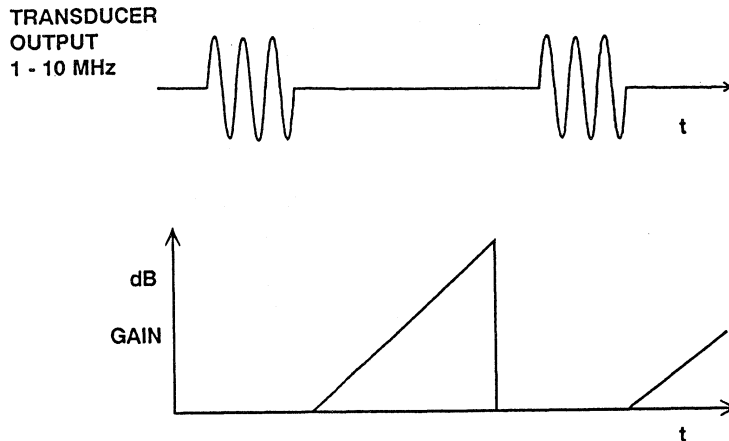 TRANSDUCER
OUTPUT
1 - 10 MHz
t
dB
GAIN
t